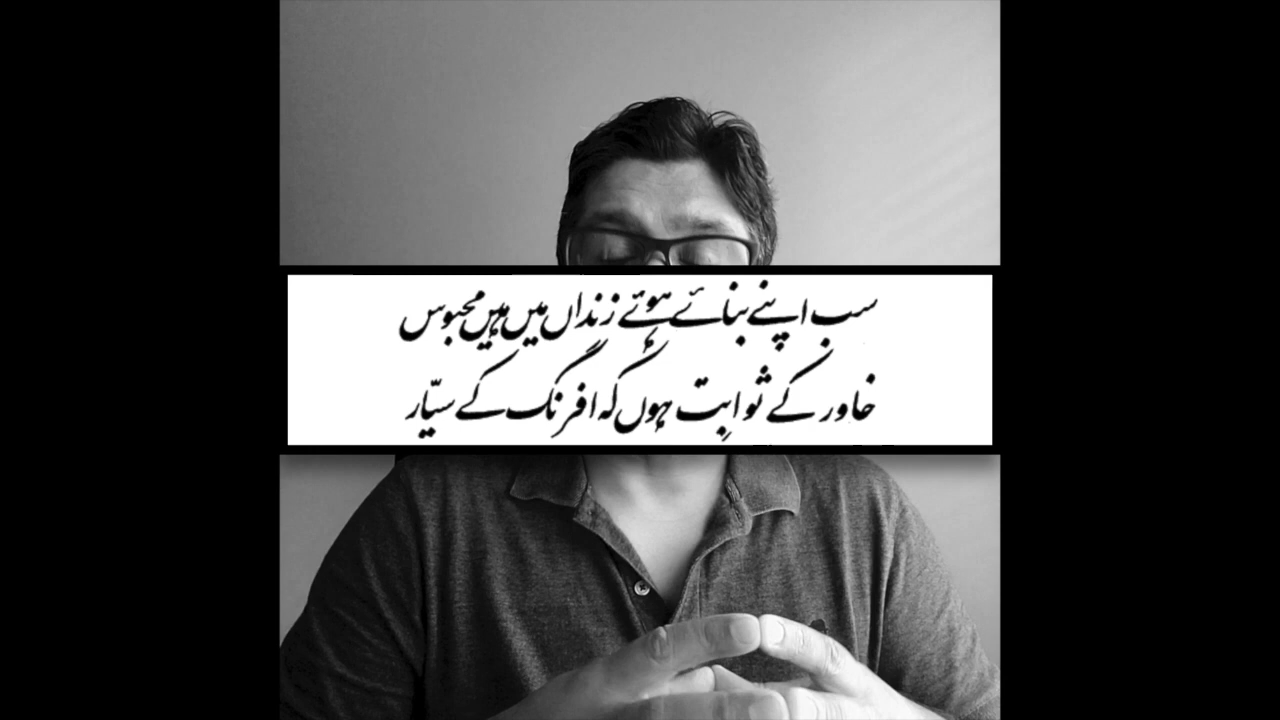 سب اپنے بنائے ہوئے زنداں میں ہیں محبوس
خاور کے ثوابت ہوں کہ افرنگ کے سیّار